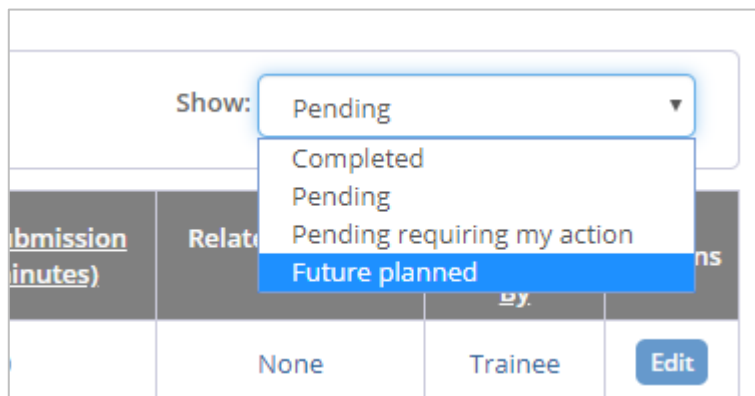 Show: Pending
Completed
Pending
Pending requiring my action
Future planned
ubmission
inutes)
Relat
By
ns
None
Trainee
Edit